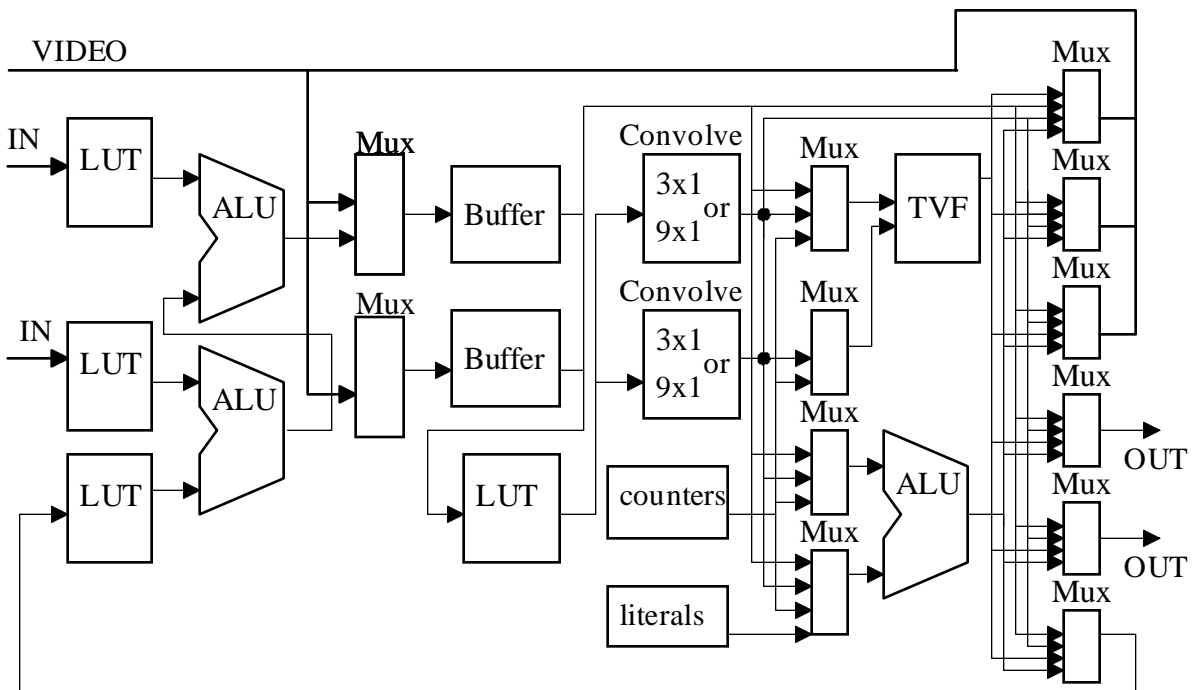 VIDEO
Mux
IN
LUT
ALU
Mux
Buffer
Convolve
3x1
or
9x1
Mux
TVF
Mux
IN
LUT
ALU
Mux
Buffer
Convolve
3x1
or
9x1
Mux
Mux
LUT
LUT
counters
Mux
ALU
Mux
OUT
Mux
literals
Mux
OUT
Mux